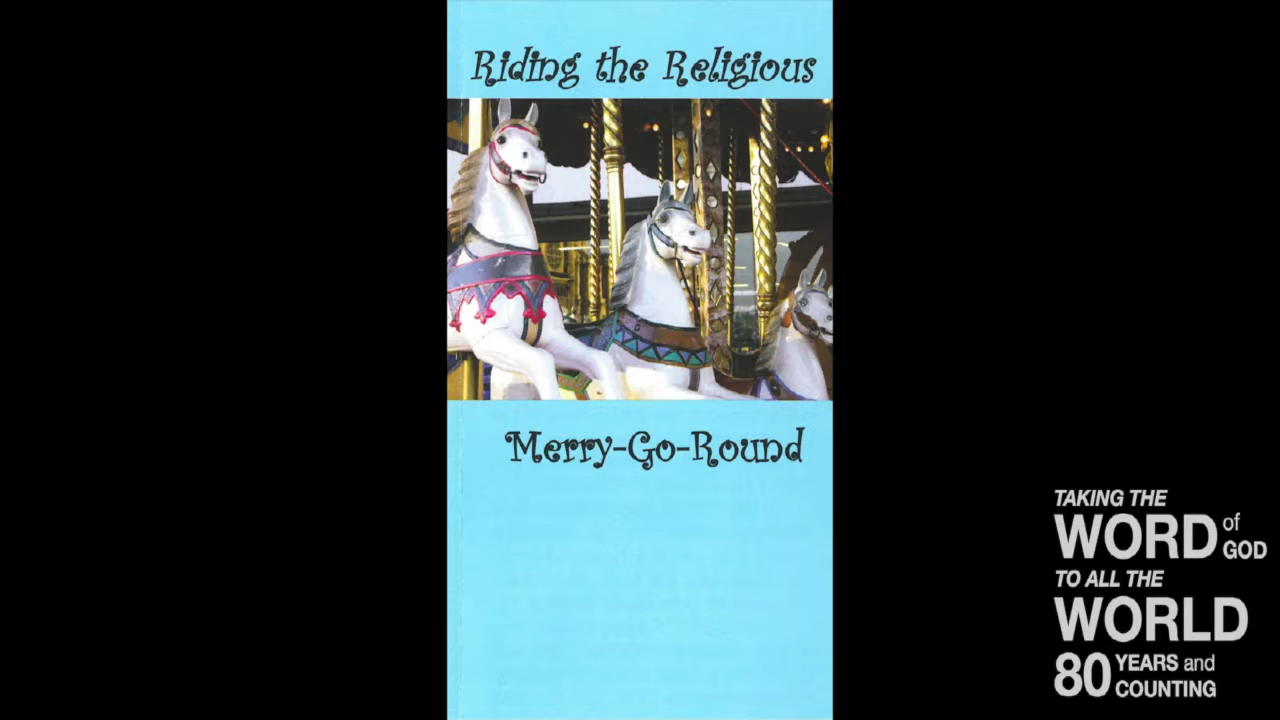 Riding the Religious
Merry-Go-Round
TAKING THE
WORD of GOD
TO ALL THE
WORLD
80 YEARS and
COUNTING